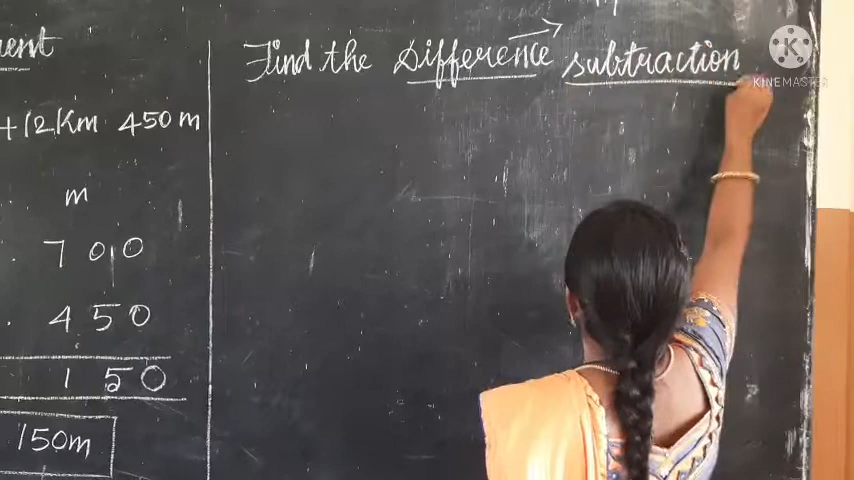 ment
+12 Km 450 m
m
7 0 0
4 5 0
1 5 0
150m
Find the Difference → subtraction
KINEMASTER